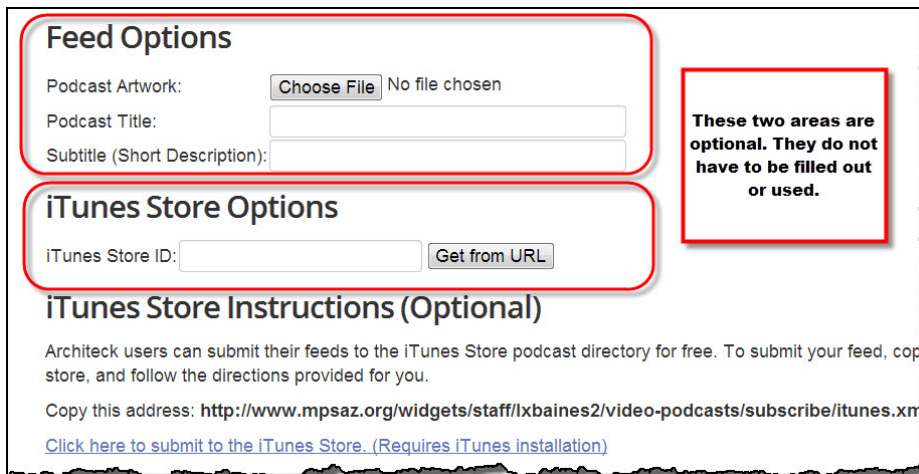 Feed Options
Podcast Artwork: Choose File No file chosen
Podcast Title:
Subtitle (Short Description):
These two areas are
optional. They do not
have to be filled out
or used.
iTunes Store Options
iTunes Store ID: Get from URL
iTunes Store Instructions (Optional)
Architeck users can submit their feeds to the iTunes Store podcast directory for free. To submit your feed, cop
store, and follow the directions provided for you.
Copy this address: http://www.mpsaz.org/widgets/staff/lxbaines2/video-podcasts/subscribe/itunes.xm
Click here to submit to the iTunes Store. (Requires iTunes installation)